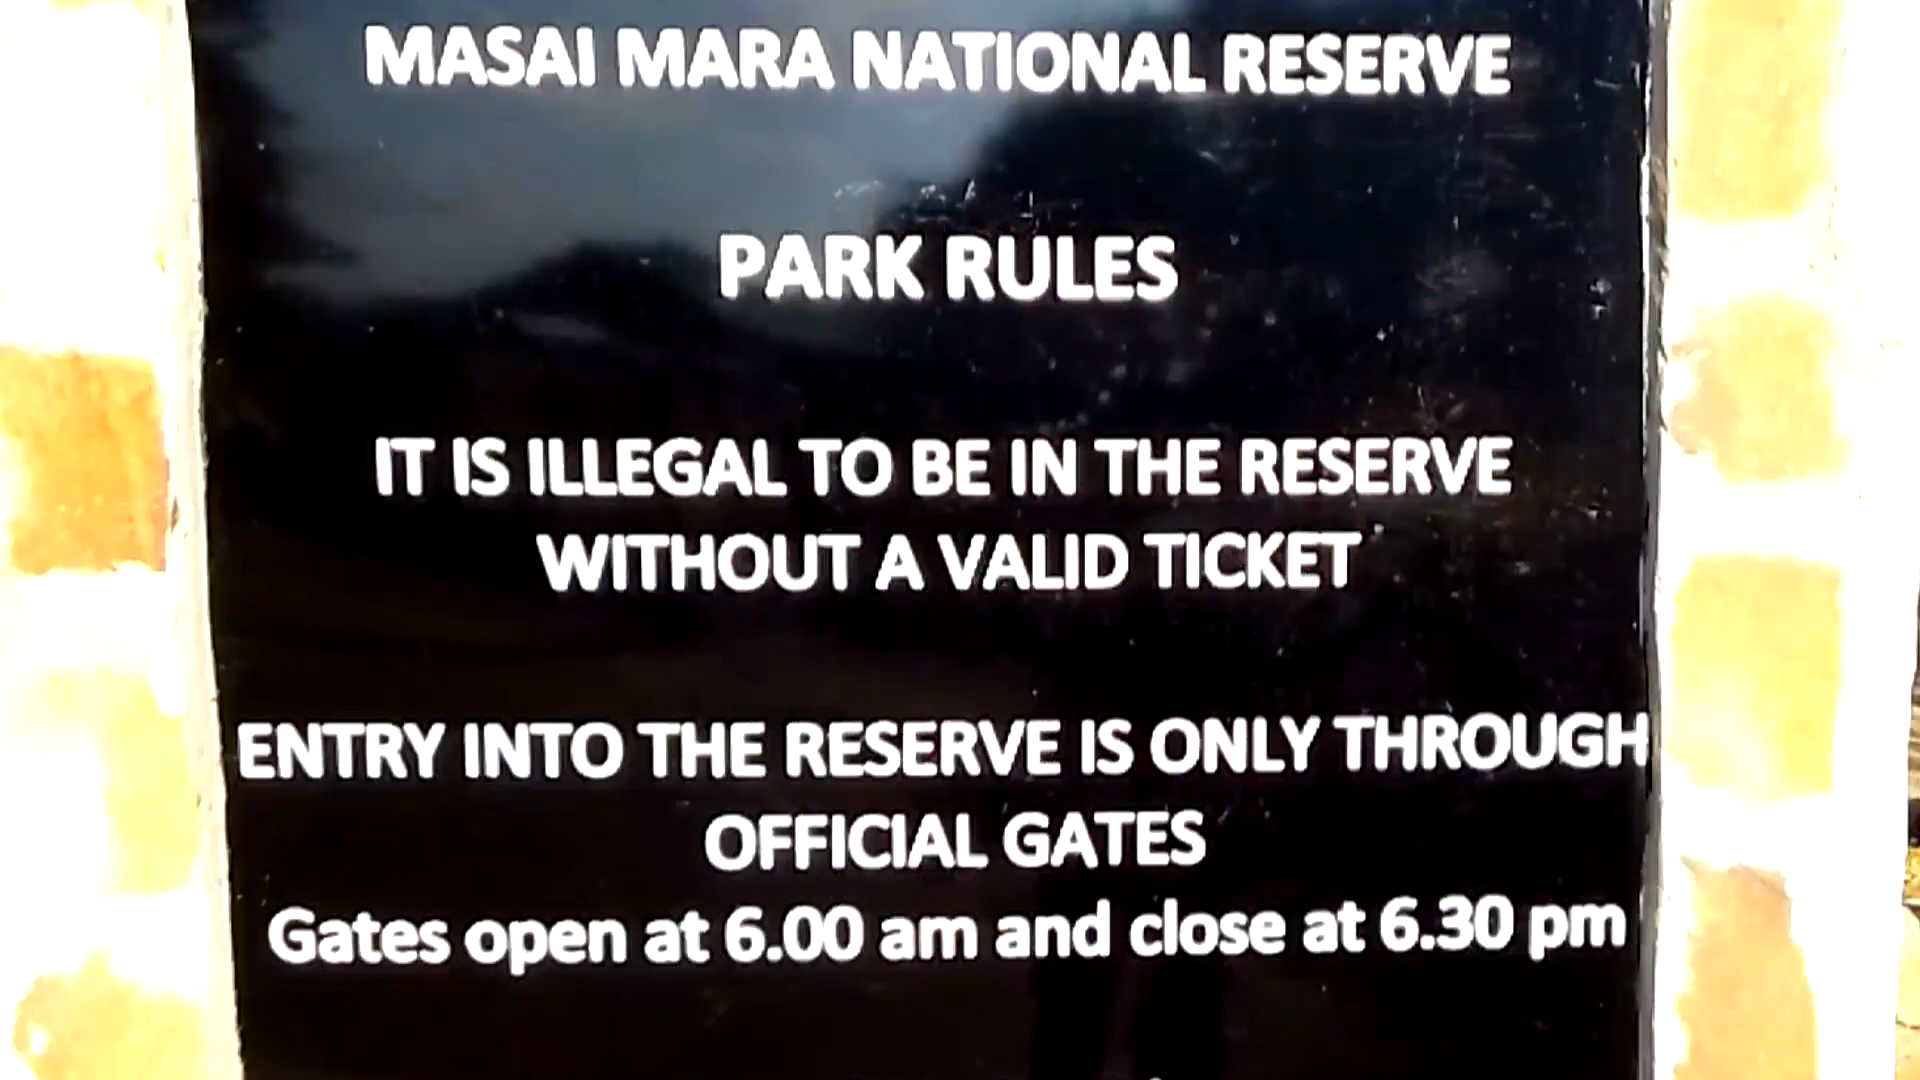 MASAI MARA NATIONAL RESERVE
PARK RULES
IT IS ILLEGAL TO BE IN THE RESERVE
WITHOUT A VALID TICKET
ENTRY INTO THE RESERVE IS ONLY THROUGH
OFFICIAL GATES
Gates open at 6.00 am and close at 6.30 pm